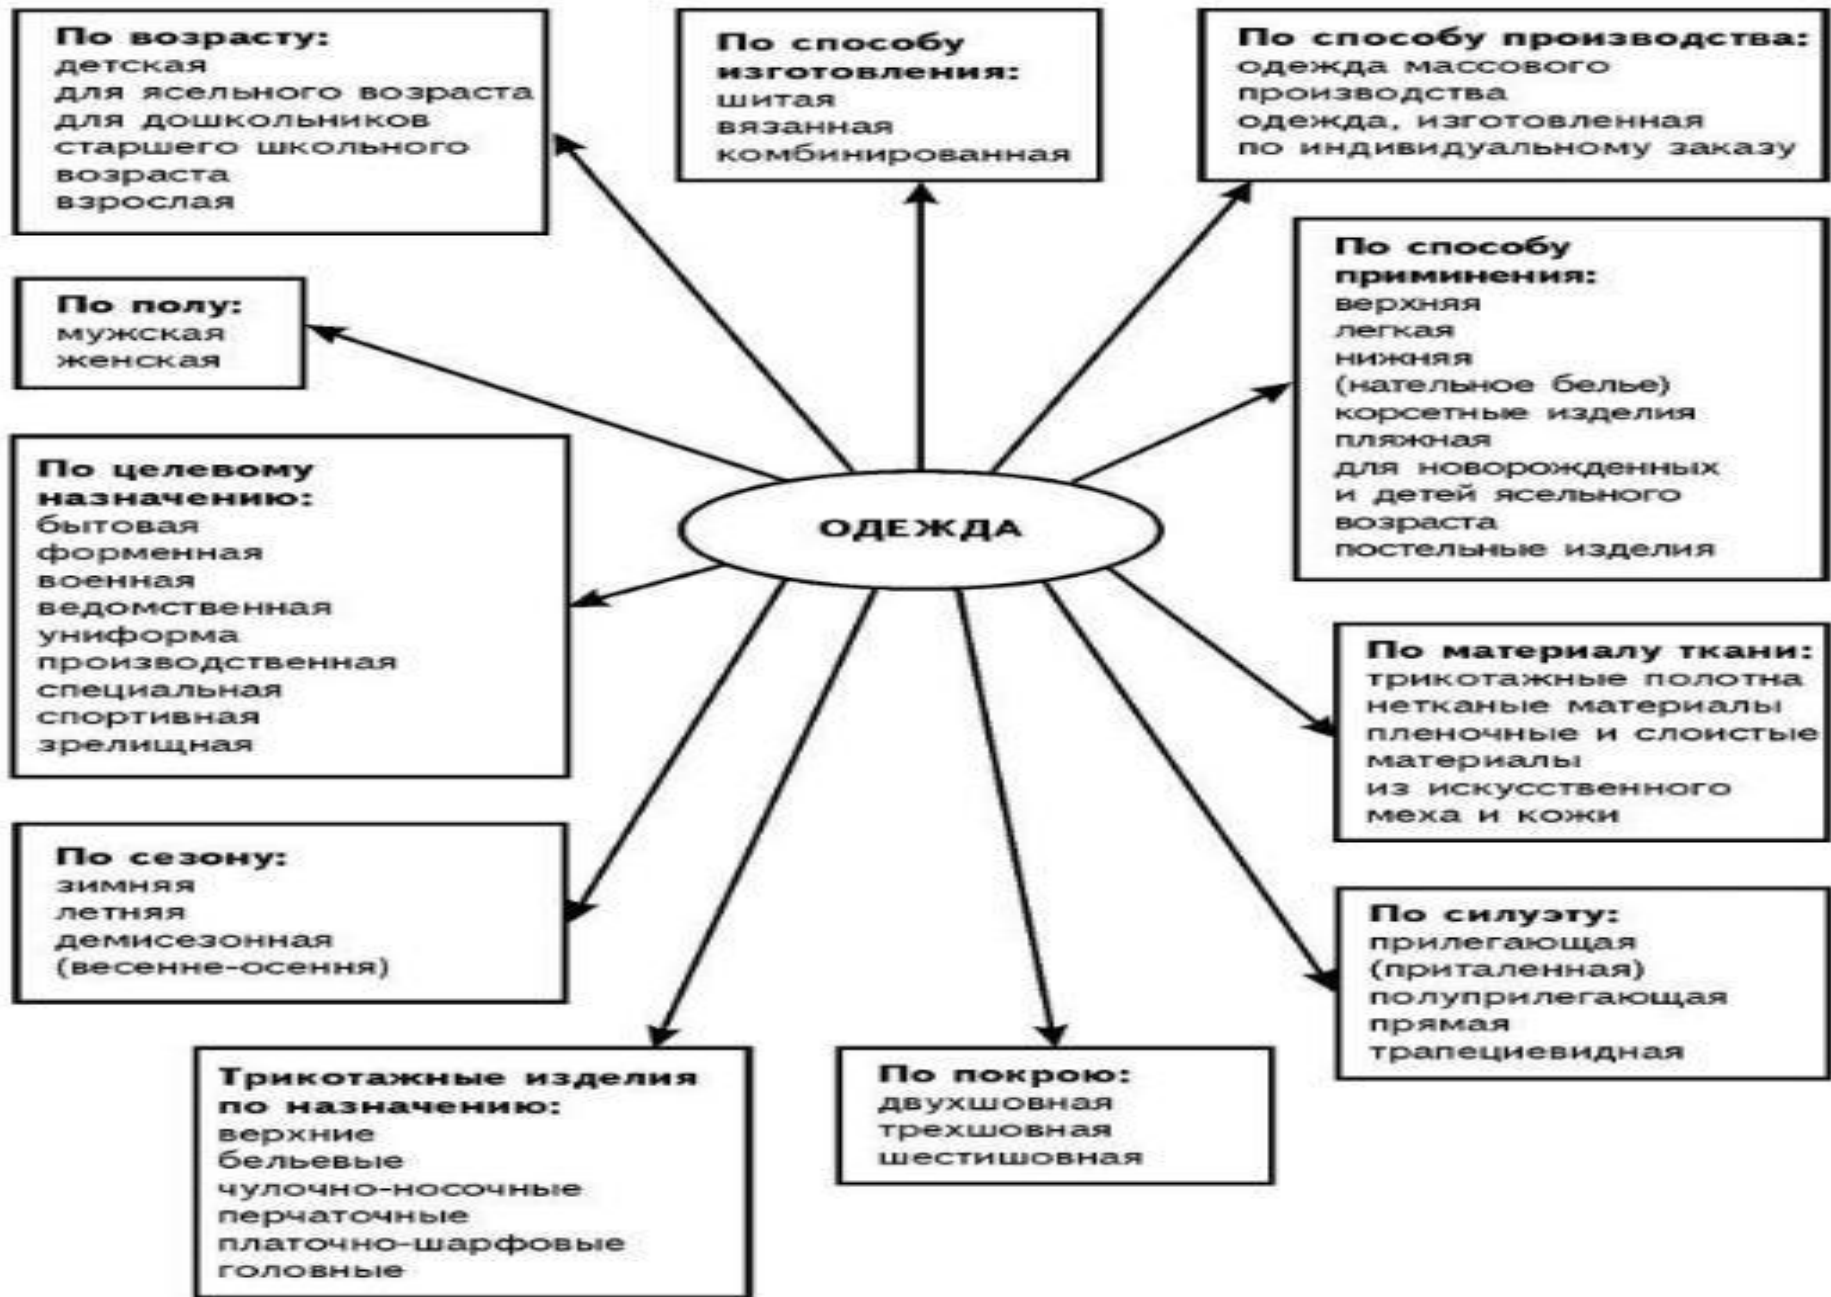 По возрасту:
детская
для ясельного возраста
для дошкольников
старшего школьного
возраста
взрослая
По способу
изготовления:
шитая
вязанная
комбинированная
По способу производства:
одежда массового
производства
одежда, изготовленная
по индивидуальному заказу
По полу:
мужская
женская
По способу
приминения:
верхняя
легкая
нижняя
(нательное белье)
корсетные изделия
пляжная
для новорожденных
и детей ясельного
возраста
постельные изделия
По целевому
назначению:
бытовая
форменная
военная
ведомственная
униформа
производственная
специальная
спортивная
зрелищная
ОДЕЖДА
По материалу ткани:
трикотажные полотна
нетканые материалы
пленочные и слоистые
материалы
из искусственного
меха и кожи
По сезону:
зимняя
летняя
демисезонная
(весенне-осення)
По силуэту:
прилегающая
(приталенная)
полуприлегающая
прямая
трапециевидная
Трикотажные изделия
по назначению:
верхние
бельевые
чулочно-носочные
перчаточные
платочно-шарфовые
головные
По покрою:
двухшовная
трехшовная
шестишовная